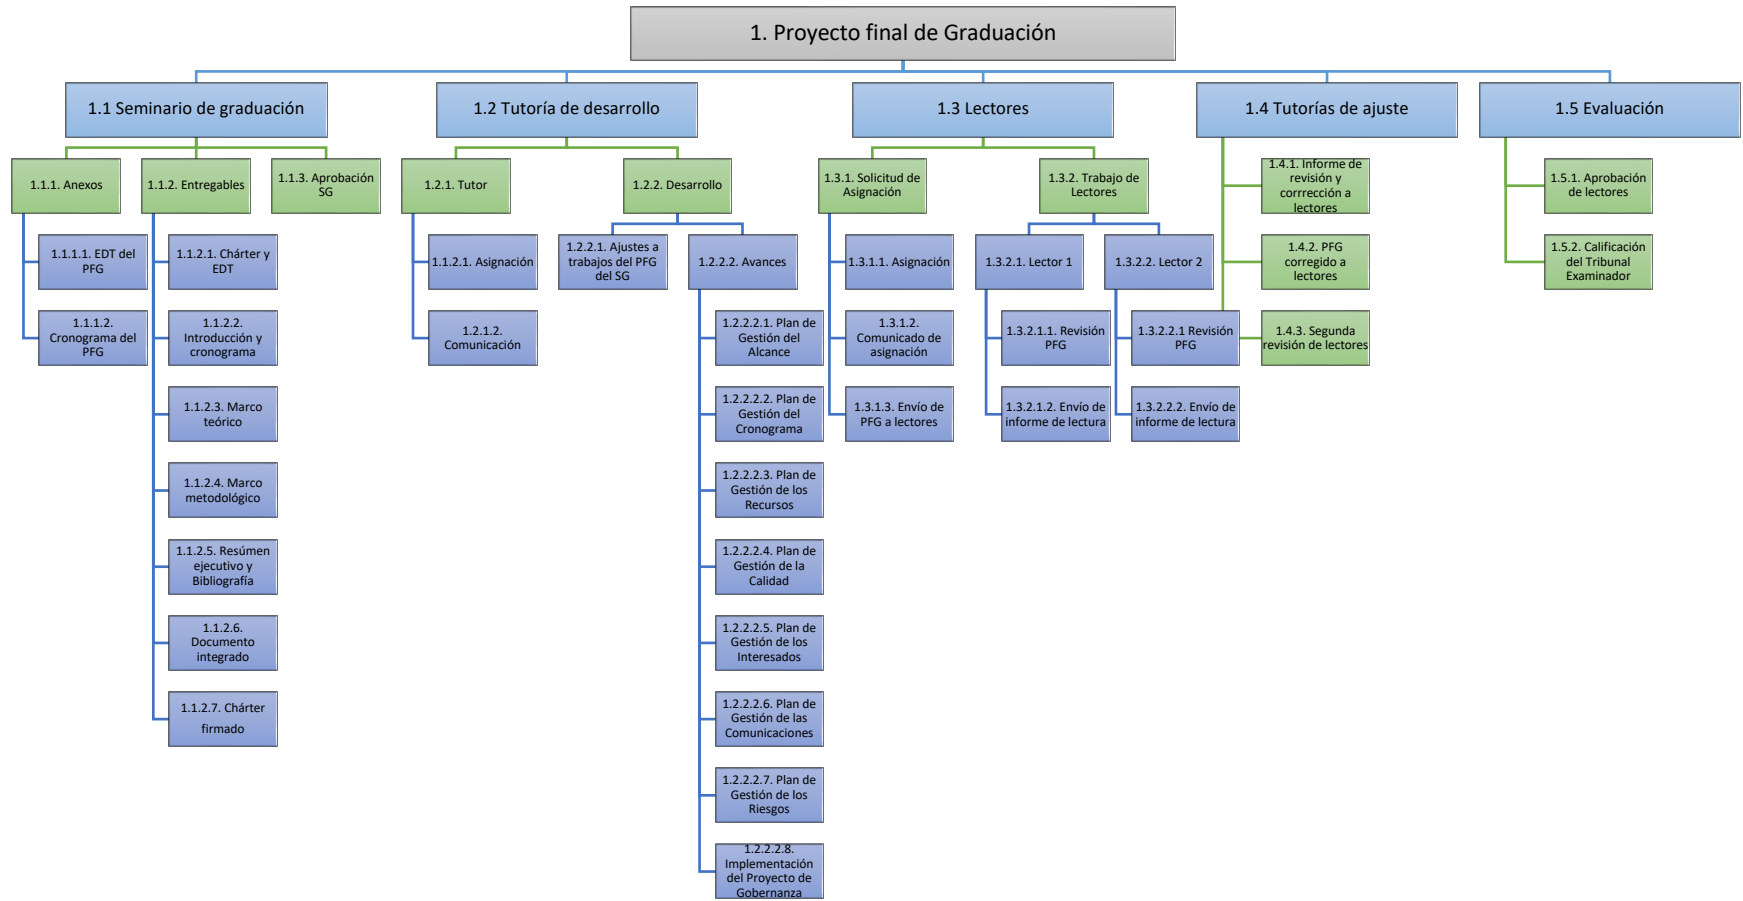 1. Proyecto final de Graduación
1.1 Seminario de graduación
1.2 Tutoría de desarrollo
1.3 Lectores
1.4 Tutorías de ajuste
1.5 Evaluación
1.1.1. Anexos
1.1.1.1. EDT del
PFG
1.1.1.2.
Cronograma del
PFG
1.1.2. Entregables
1.1.2.1. Chárter y
EDT
1.1.2.2.
Introducción y
cronograma
1.1.2.3. Marco
teórico
1.1.2.4. Marco
metodológico
1.1.2.5. Resúmen
ejecutivo y
Bibliografía
1.1.2.6.
Documento
integrado
1.1.2.7. Chárter
firmado
1.1.3. Aprobación
SG
1.2.1. Tutor
1.1.2.1. Asignación
1.2.1.2.
Comunicación
1.2.2. Desarrollo
1.2.2.1. Ajustes a
trabajos del PFG
del SG
1.2.2.2. Avances
1.2.2.2.1. Plan de
Gestión del
Alcance
1.2.2.2.2. Plan de
Gestión del
Cronograma
1.2.2.2.3. Plan de
Gestión de los
Recursos
1.2.2.2.4. Plan de
Gestión de la
Calidad
1.2.2.2.5. Plan de
Gestión de los
Interesados
1.2.2.2.6. Plan de
Gestión de las
Comunicaciones
1.2.2.2.7. Plan de
Gestión de los
Riesgos
1.2.2.2.8.
Implementación
del Proyecto de
Gobernanza
1.3.1. Solicitud de
Asignación
1.3.1.1. Asignación
1.3.1.2.
Comunicado de
asignación
1.3.1.3. Envío de
PFG a lectores
1.3.2. Trabajo de
Lectores
1.3.2.1. Lector 1
1.3.2.1.1. Revisión
PFG
1.3.2.1.2. Envío de
informe de lectura
1.3.2.2. Lector 2
1.3.2.2.1 Revisión
PFG
1.3.2.2.2. Envío de
informe de lectura
1.4.1. Informe de
revisión y
corrrección a
lectores
1.4.2. PFG
corregido a
lectores
1.4.3. Segunda
revisión de lectores
1.5.1. Aprobación
de lectores
1.5.2. Calificación
del Tribunal
Examinador